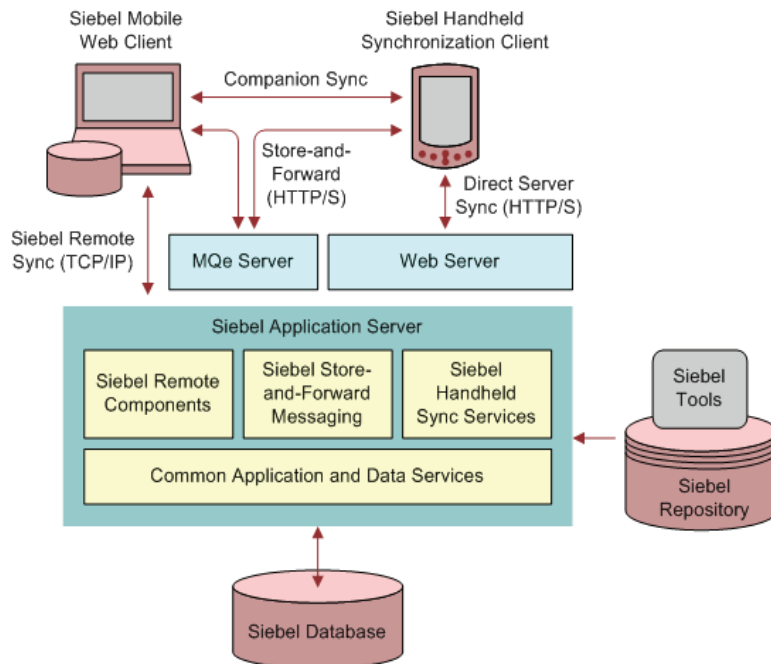 Siebel Mobile
Web Client
Siebel Handheld
Synchronization Client
Companion Sync
Store-and-
Forward
(HTTP/S)
Direct Server
Sync (HTTP/S)
Siebel Remote
Sync (TCP/IP)
MQe Server
Web Server
Siebel Application Server
Siebel Remote
Components
Siebel Store-
and-Forward
Messaging
Siebel
Handheld
Sync Services
Common Application and Data Services
Siebel
Tools
Siebel
Repository
Siebel Database